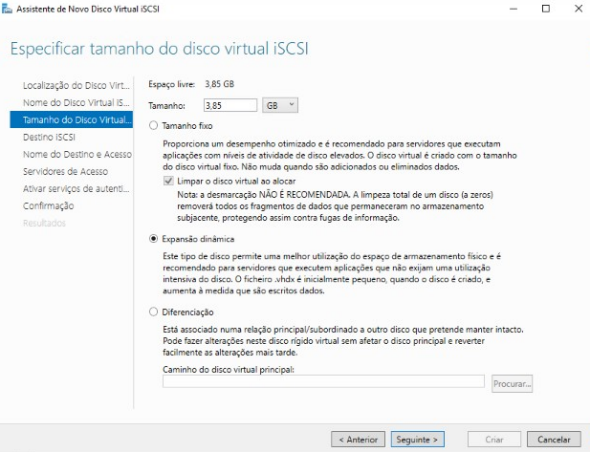 Assistente de Novo Disco Virtual iSCSI
Especificar tamanho do disco virtual iSCSI
Localização do Disco Virt...
Nome do Disco Virtual iS...
Tamanho do Disco Virtual...
Destino iSCSI
Nome do Destino e Acesso
Servidores de Acesso
Ativar serviços de autenti...
Confirmação
Resultados
Espaço livre: 3,85 GB
Tamanho: 3,85 GB
Tamanho fixo
Proporciona um desempenho otimizado e é recomendado para servidores que executam
aplicações com níveis de atividade de disco elevados. O disco virtual é criado com o tamanho
do disco virtual fixo. Não muda quando são adicionados ou eliminados dados.
Limpar o disco virtual ao alocar
Nota: a desmarcação NÃO É RECOMENDADA. A limpeza total de um disco (a zeros)
removerá todos os fragmentos de dados que permaneceram no armazenamento
subjacente, protegendo assim contra fugas de informação.
Expansão dinâmica
Este tipo de disco permite uma melhor utilização do espaço de armazenamento físico e é
recomendado para servidores que executem aplicações que não exijam uma utilização
intensiva do disco. O ficheiro .vhdx é inicialmente pequeno, quando o disco é criado, e
aumenta à medida que são escritos dados.
Diferenciação
Está associado numa relação principal/subordinado a outro disco que pretende manter intacto.
Pode fazer alterações neste disco rígido virtual sem afetar o disco principal e reverter
facilmente as alterações mais tarde.
Caminho do disco virtual principal:
Procurar...
< Anterior Seguinte > Criar Cancelar